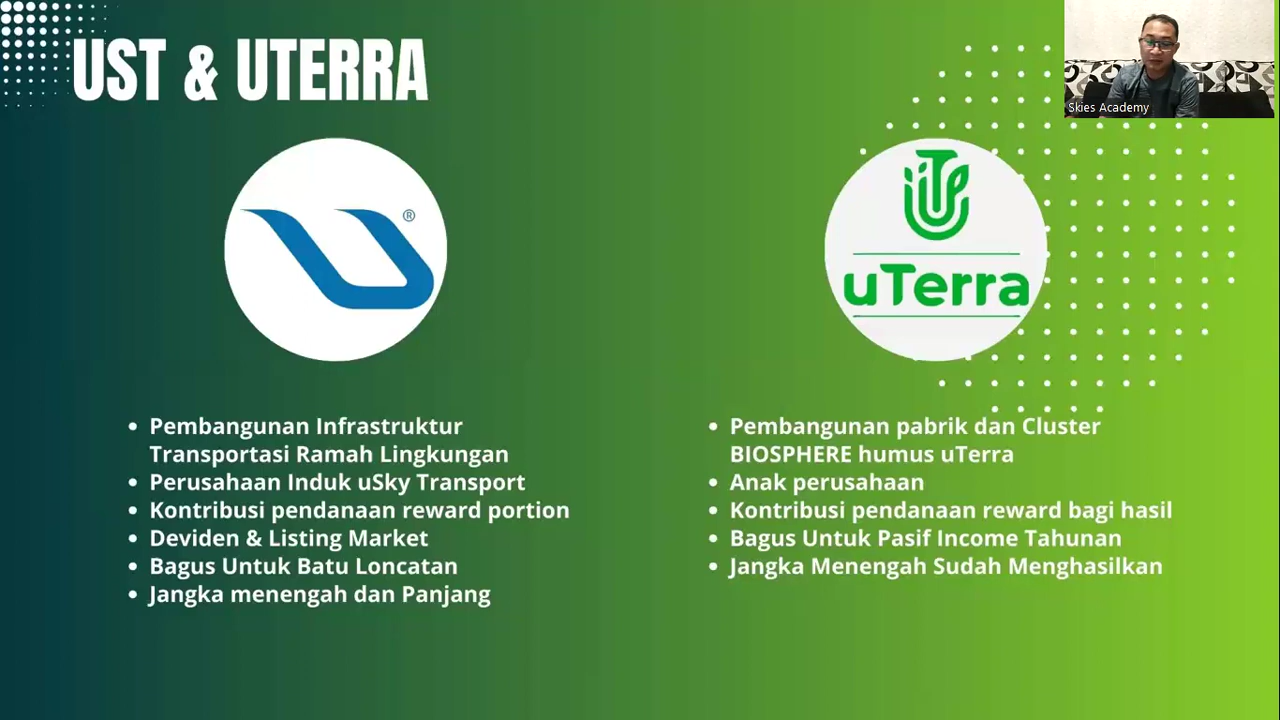 UST & UTERRA
Skies Academy
®
uTerra
Pembangunan Infrastruktur
Transportasi Ramah Lingkungan
Perusahaan Induk uSky Transport
Kontribusi pendanaan reward portion
Deviden & Listing Market
Bagus Untuk Batu Loncatan
Jangka menengah dan Panjang
Pembangunan pabrik dan Cluster
BIOSPHERE humus uTerra
Anak perusahaan
Kontribusi pendanaan reward bagi hasil
Bagus Untuk Pasif Income Tahunan
Jangka Menengah Sudah Menghasilkan